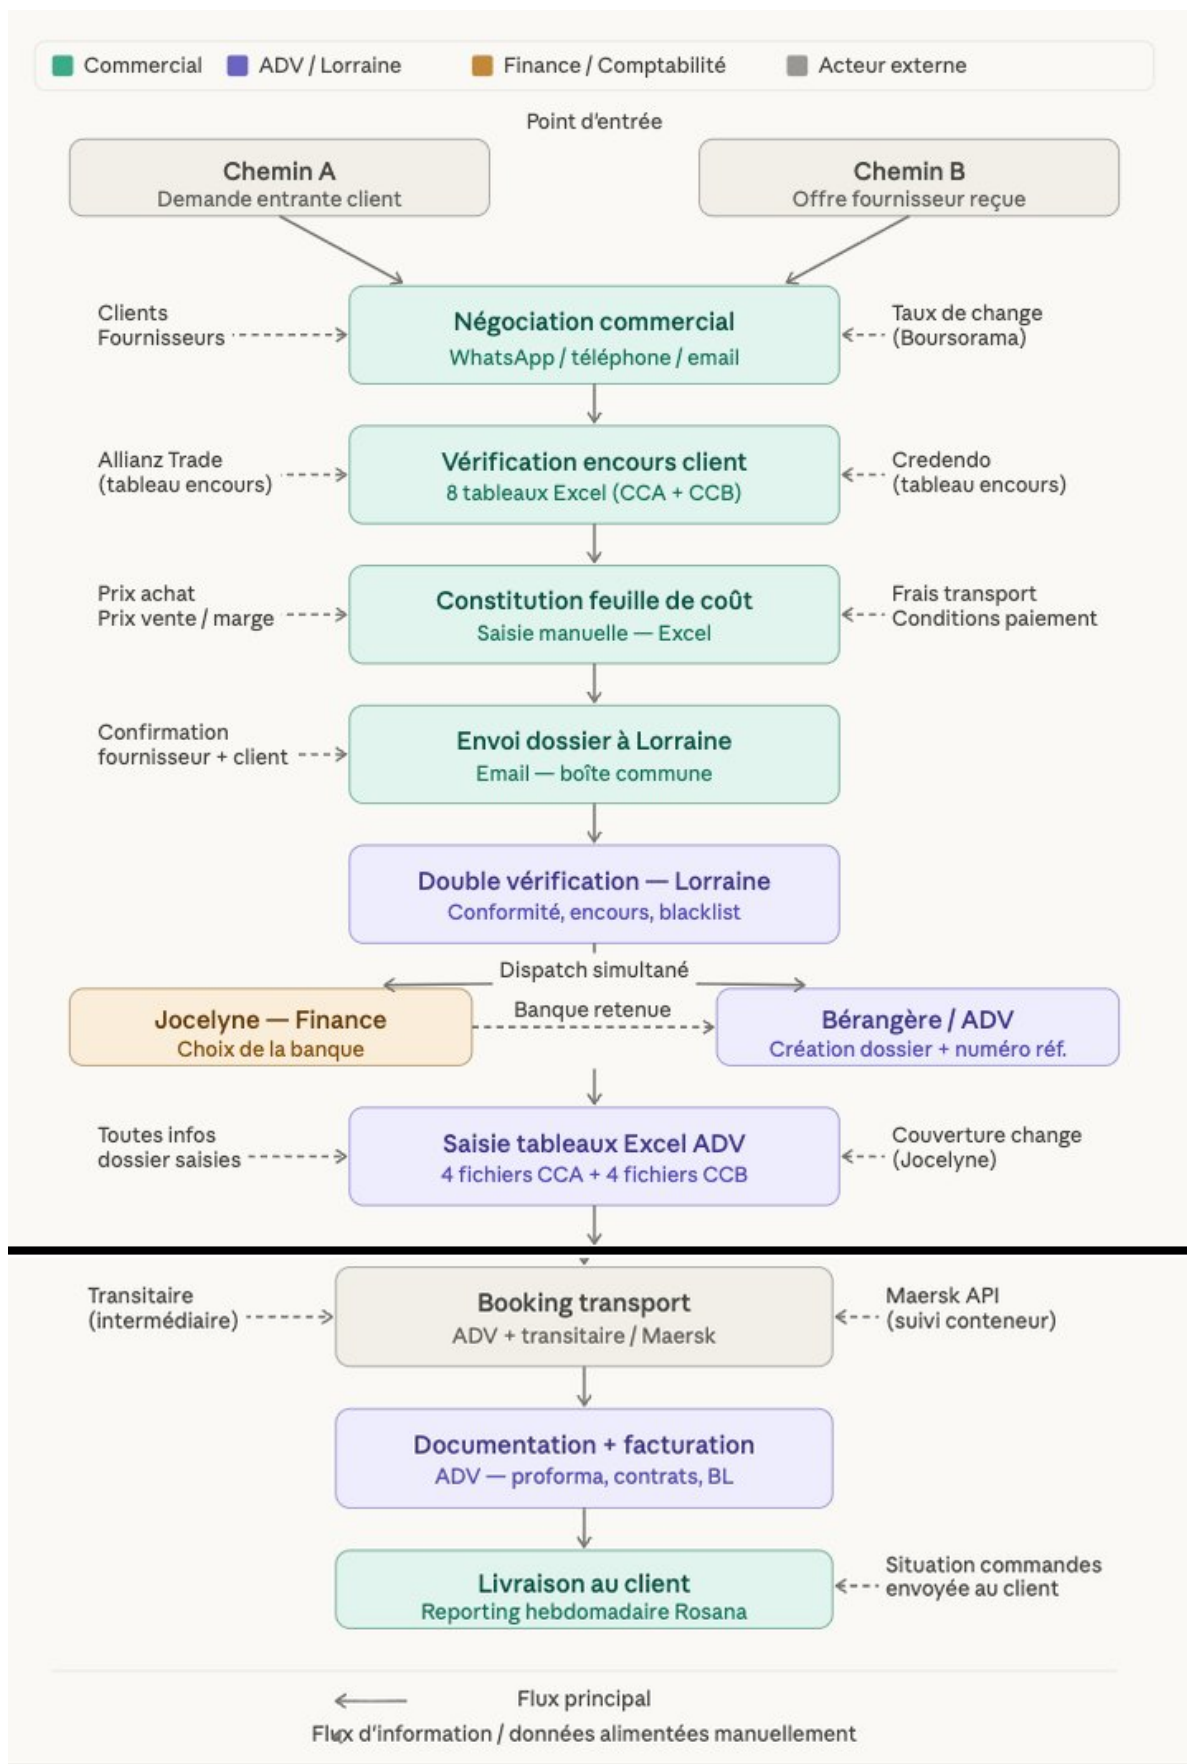 Commercial
ADV / Lorraine
Finance / Comptabilité
Acteur externe
Point d'entrée
Chemin A
Demande entrante client
Chemin B
Offre fournisseur reçue
Clients
Fournisseurs
Négociation commercial
WhatsApp / téléphone / email
Taux de change
(Boursorama)
Allianz Trade
(tableau encours)
Vérification encours client
8 tableaux Excel (CCA + CCB)
Credendo
(tableau encours)
Prix achat
Prix vente / marge
Constitution feuille de coût
Saisie manuelle — Excel
Frais transport
Conditions paiement
Confirmation
fournisseur + client
Envoi dossier à Lorraine
Email — boîte commune
Double vérification — Lorraine
Conformité, encours, blacklist
Dispatch simultané
Jocelyne — Finance
Choix de la banque
Banque retenue
Bérangère / ADV
Création dossier + numéro réf.
Toutes infos
dossier saisies
Saisie tableaux Excel ADV
4 fichiers CCA + 4 fichiers CCB
Couverture change
(Jocelyne)
Transitaire
(intermédiaire)
Booking transport
ADV + transitaire / Maersk
Maersk API
(suivi conteneur)
Documentation + facturation
ADV — proforma, contrats, BL
Livraison au client
Reporting hebdomadaire Rosana
Situation commandes
envoyée au client
Flux principal
Flux d'information / données alimentées manuellement